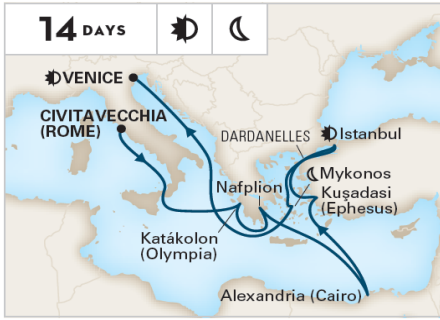 14 DAYS
VENICE
CIVITAVECCHIA
(ROME)
DARDANELLES
Istanbul
Mykonos
Nafplion
Kuşadasi
(Ephesus)
Katákolon
(Olympia)
Alexandria (Cairo)